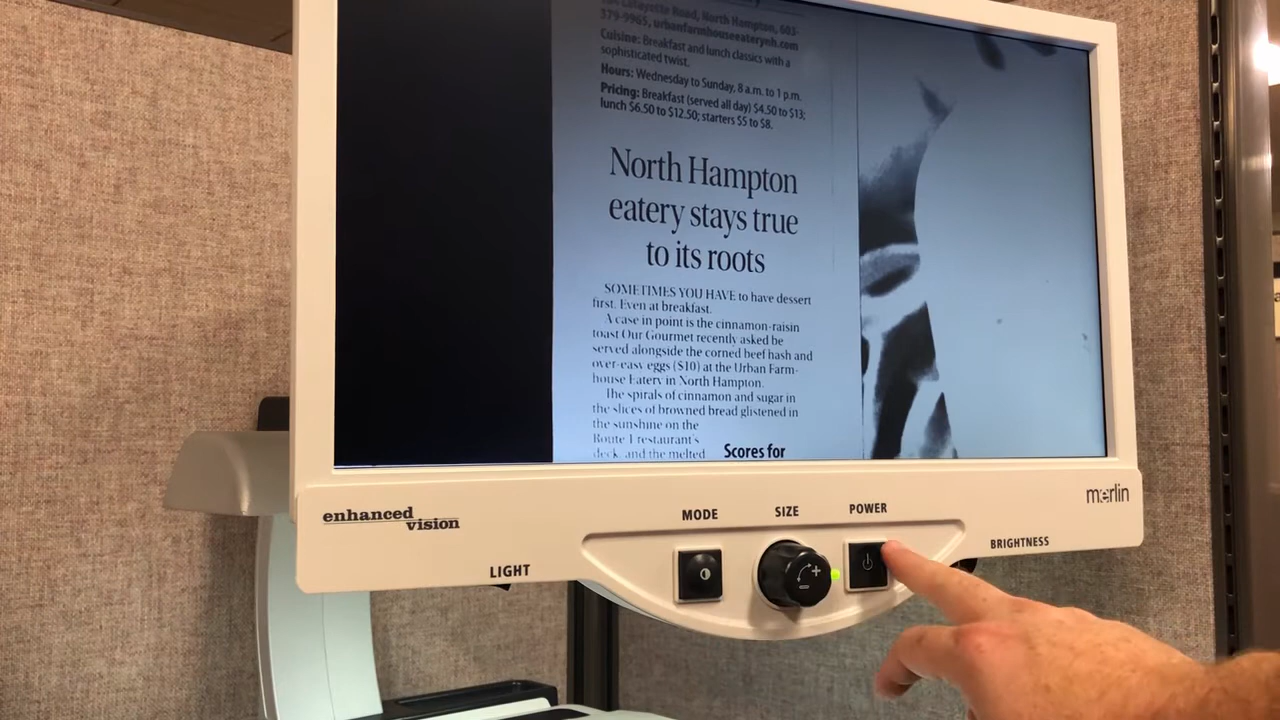 Lafayette Road, North Hampton, 603-
379-9965, urbanfarmhouseeaterynh.com
Cuisine: Breakfast and lunch classics with a
sophisticated twist.
Hours: Wednesday to Sunday, 8 a.m. to 1 p.m.
Pricing: Breakfast (served all day) $4.50 to $13;
lunch $6.50 to $12.50; starters $5 to $8.
North Hampton
eatery stays true
to its roots
SOMETIMES YOU HAVE to have dessert
first. Even at breakfast.
A case in point is the cinnamon-raisin
toast Our Gourmet recently asked be
served alongside the corned beef hash and
over-easy eggs ($10) at the Urban Farm-
house Eatery in North Hampton.
The spirals of cinnamon and sugar in
the slices of browned bread glistened in
the sunshine on the
Route 1 restaurant's
deck, and the melted
Scores for
enhanced
vision
merlin
LIGHT
MODE
SIZE
POWER
BRIGHTNESS